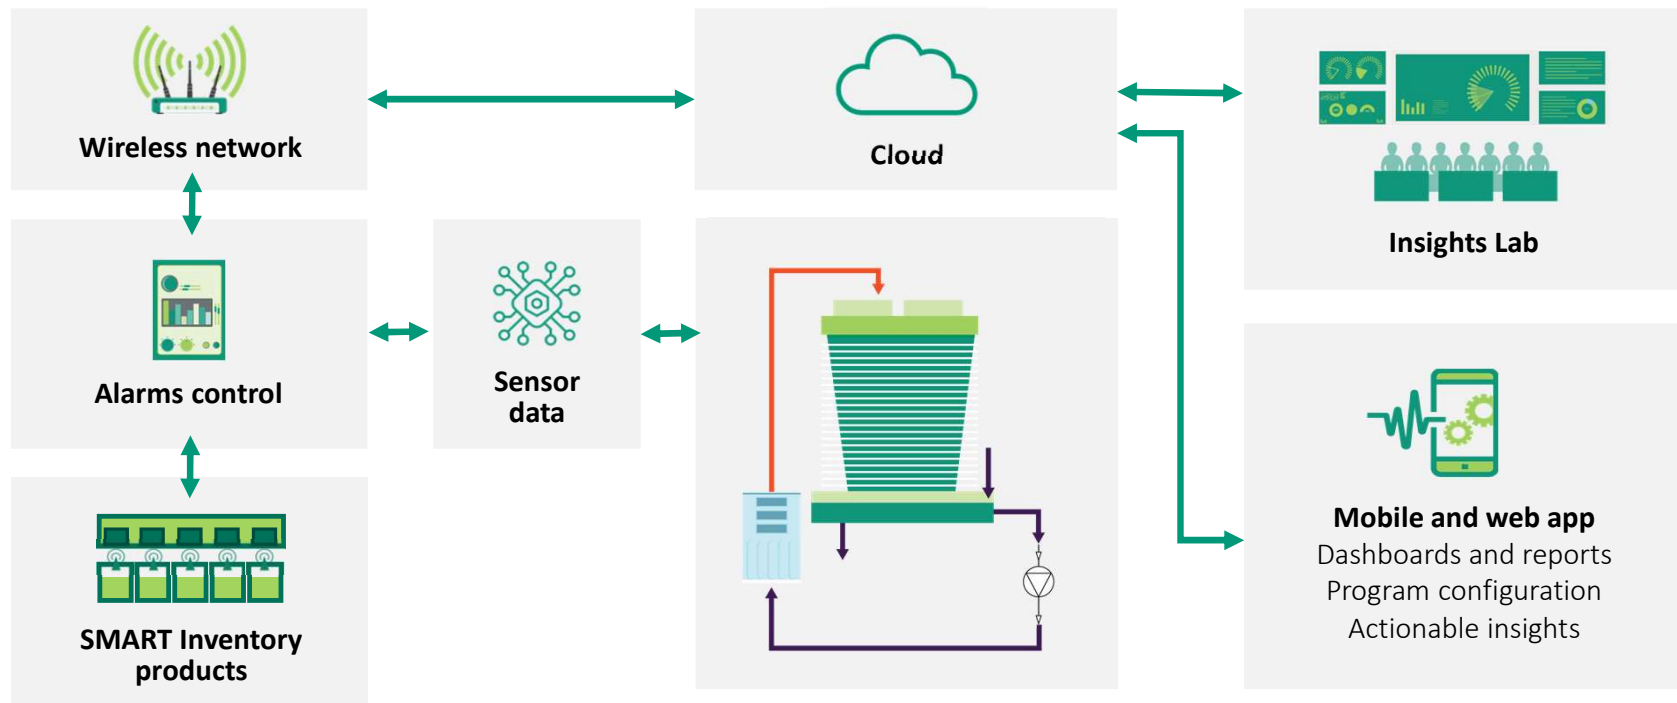 Wireless network
Cloud
Insights Lab
Alarms control
Sensor
data
Mobile and web app
Dashboards and reports
Program configuration
Actionable insights
SMART Inventory
products